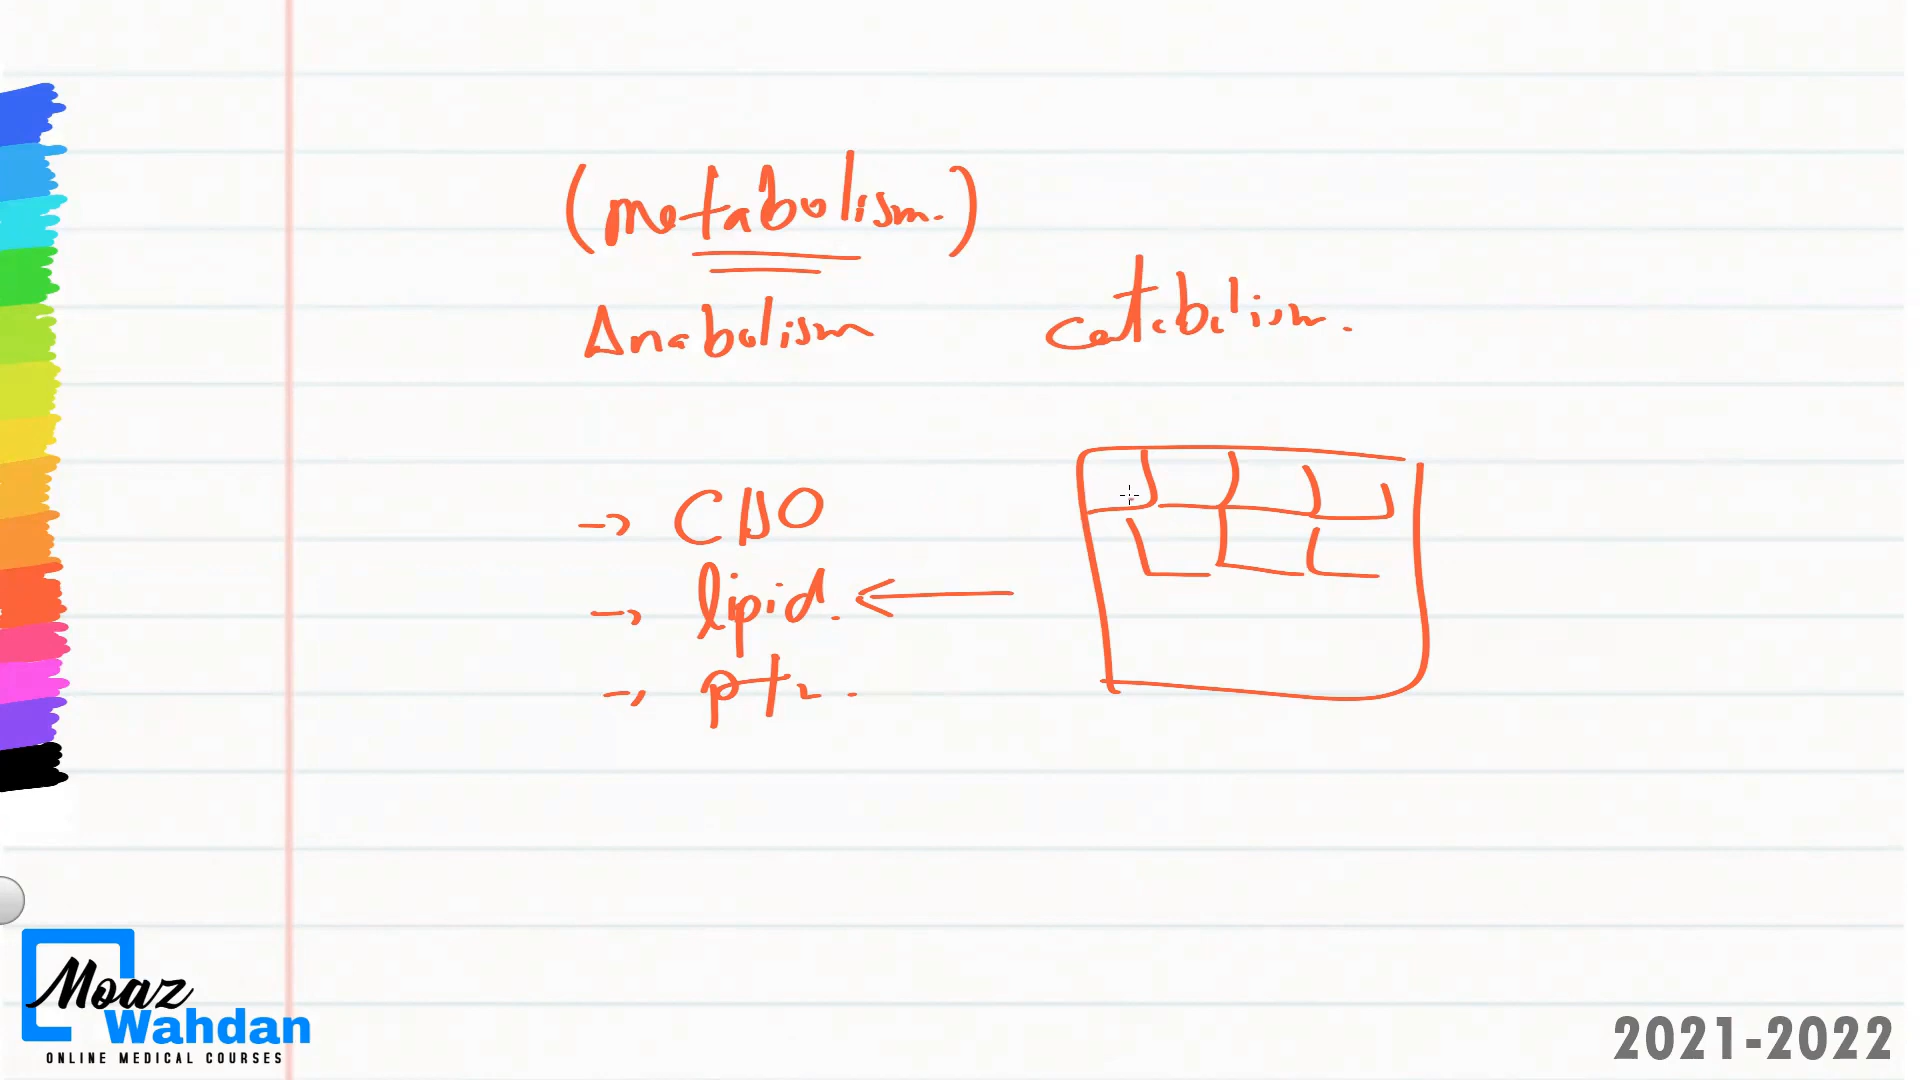 (metabolism.)
Anabolism catabolism.
→ CHO
→ lipid. ←
→ ptn.
Moaz
Wahdan
ONLINE MEDICAL COURSES
2021-2022